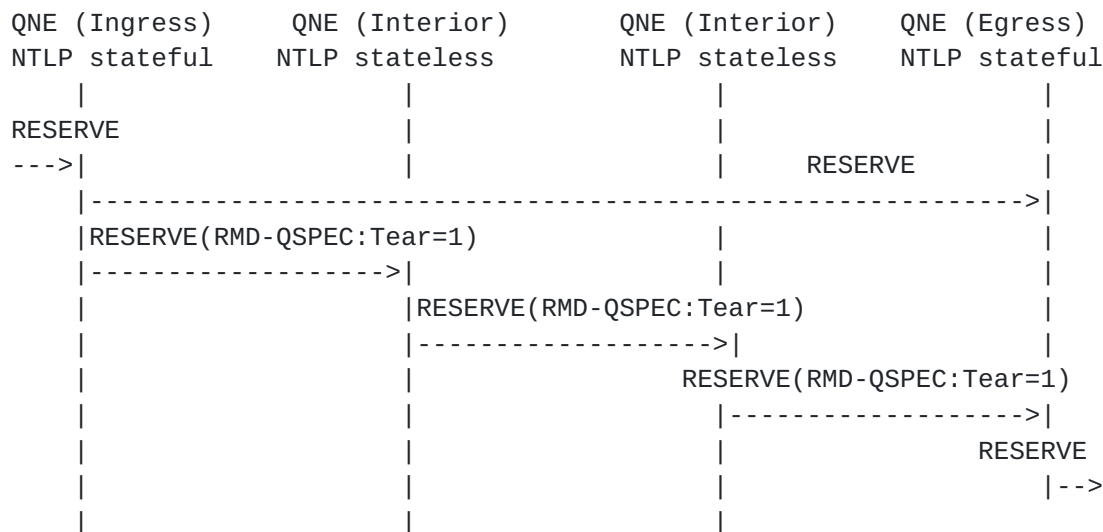 QNE (Ingress) QNE (Interior) QNE (Interior) QNE (Egress)
NTLP stateful NTLP stateless NTLP stateless NTLP stateful
RESERVE
--->| | | RESERVE |
|------------------------------------------------------------>|
|RESERVE(RMD-QSPEC:Tear=1) | |
|------------------->| | |
| |RESERVE(RMD-QSPEC:Tear=1) |
| |------------------->| |
| | RESERVE(RMD-QSPEC:Tear=1)
| | |------------------->|
| | | RESERVE
| | | |-->
| | |